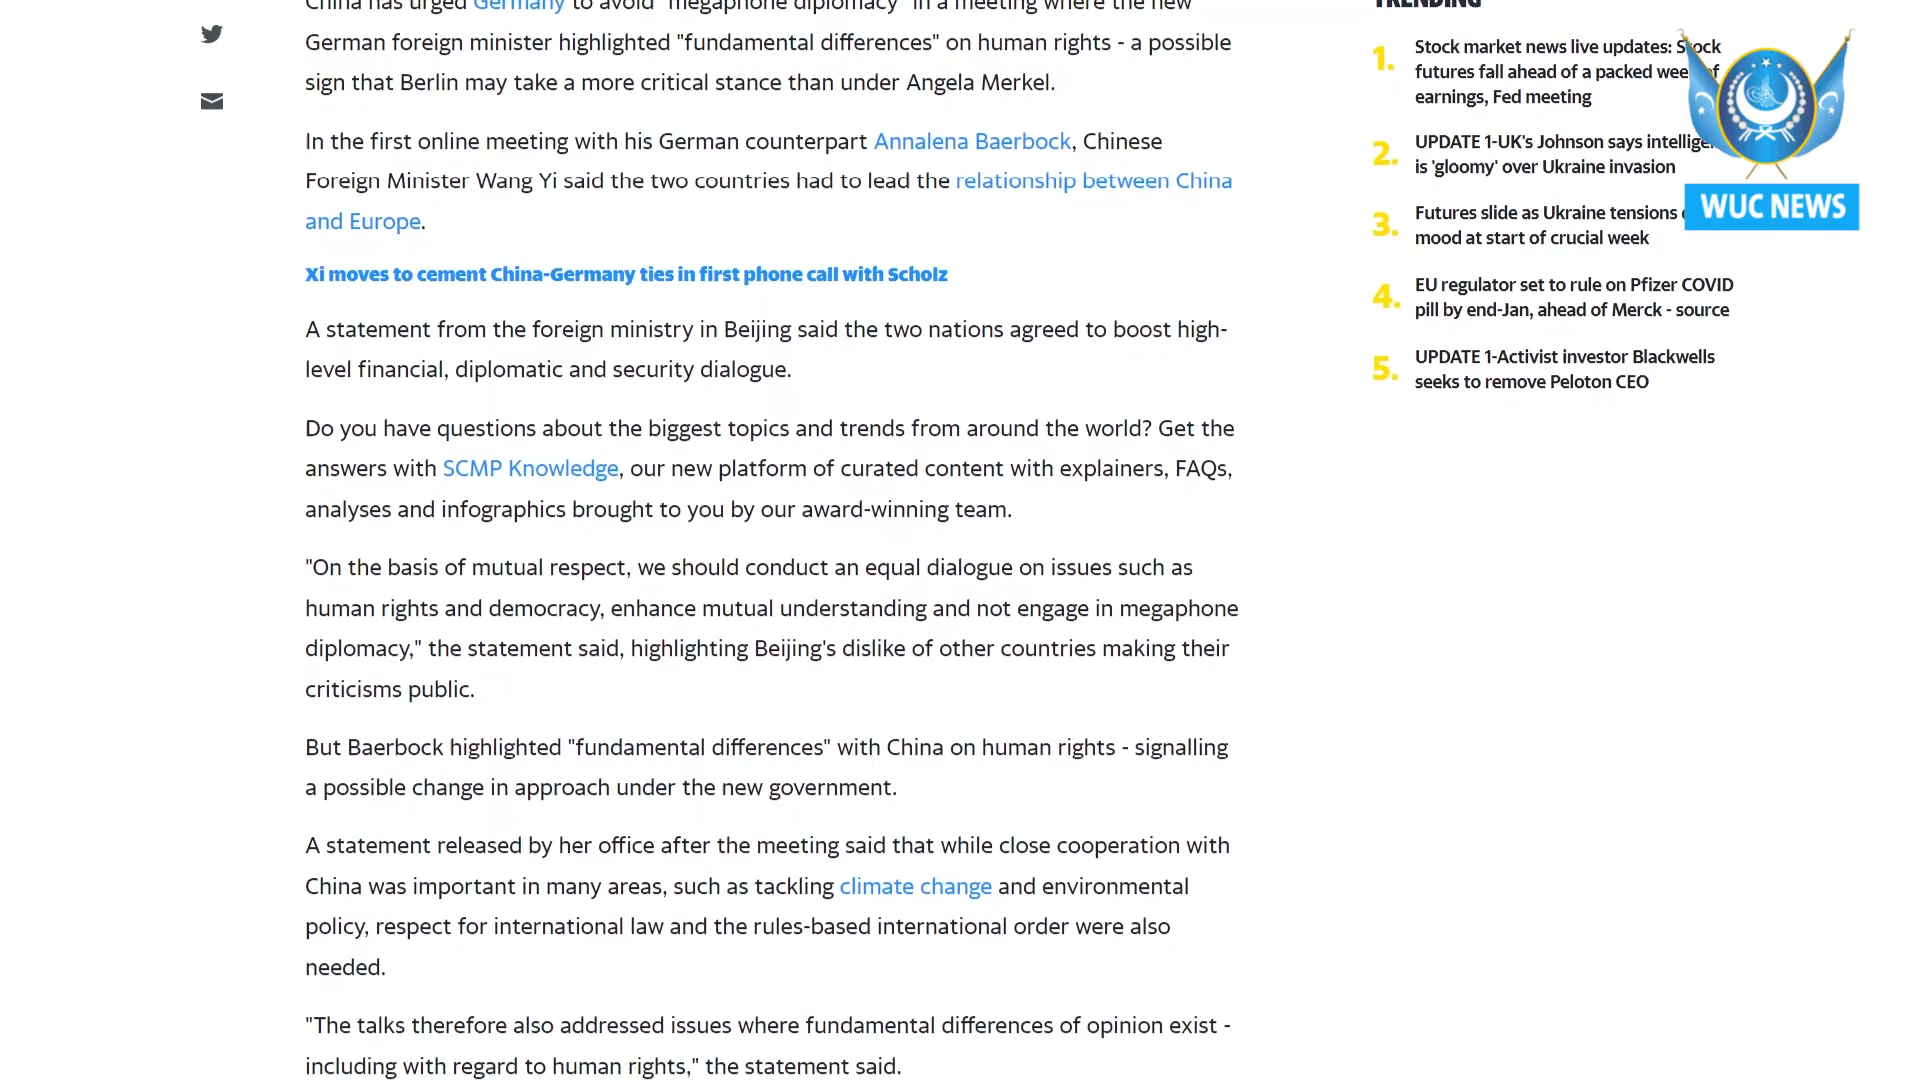 China has urged Germany to avoid "megaphone diplomacy" in a meeting where the new
German foreign minister highlighted "fundamental differences" on human rights - a possible
sign that Berlin may take a more critical stance than under Angela Merkel.
In the first online meeting with his German counterpart Annalena Baerbock, Chinese
Foreign Minister Wang Yi said the two countries had to lead the relationship between China
and Europe.
Xi moves to cement China-Germany ties in first phone call with Scholz
A statement from the foreign ministry in Beijing said the two nations agreed to boost high-
level financial, diplomatic and security dialogue.
Do you have questions about the biggest topics and trends from around the world? Get the
answers with SCMP Knowledge, our new platform of curated content with explainers, FAQs,
analyses and infographics brought to you by our award-winning team.
"On the basis of mutual respect, we should conduct an equal dialogue on issues such as
human rights and democracy, enhance mutual understanding and not engage in megaphone
diplomacy," the statement said, highlighting Beijing's dislike of other countries making their
criticisms public.
But Baerbock highlighted "fundamental differences" with China on human rights - signalling
a possible change in approach under the new government.
A statement released by her office after the meeting said that while close cooperation with
China was important in many areas, such as tackling climate change and environmental
policy, respect for international law and the rules-based international order were also
needed.
"The talks therefore also addressed issues where fundamental differences of opinion exist -
including with regard to human rights," the statement said.
TRENDING
1. Stock market news live updates: Stock
futures fall ahead of a packed week of
earnings, Fed meeting
2. UPDATE 1-UK's Johnson says
is 'gloomy' over Ukraine invasion
3. Futures slide as Ukraine tensions
mood at start of crucial week
4. EU regulator set to rule on Pfizer COVID
pill by end-Jan, ahead of Merck - source
5. UPDATE 1-Activist investor Blackwells
seeks to remove Peloton CEO
WUC NEWS